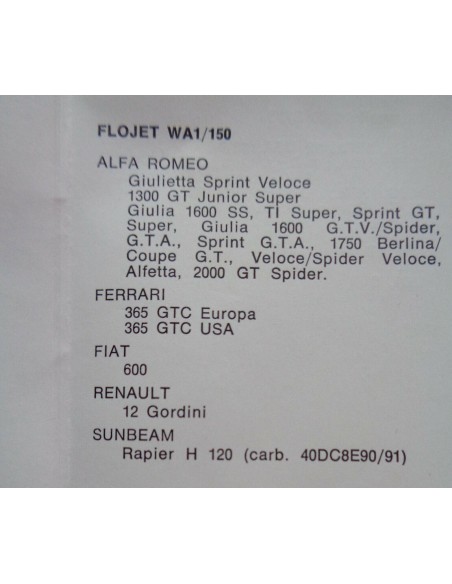 FLOJET WA1/150
ALFA ROMEO
Giulietta Sprint Veloce
1300 GT Junior Super
Giulia 1600 SS, TI Super, Sprint GT,
Super, Giulia 1600 G.T.V./Spider,
G.T.A., Sprint G.T.A., 1750 Berlina/
Coupe G.T., Veloce/Spider Veloce,
Alfetta, 2000 GT Spider.
FERRARI
365 GTC Europa
365 GTC USA
FIAT
600
RENAULT
12 Gordini
SUNBEAM
Rapier H 120 (carb. 40DC8E90/91)